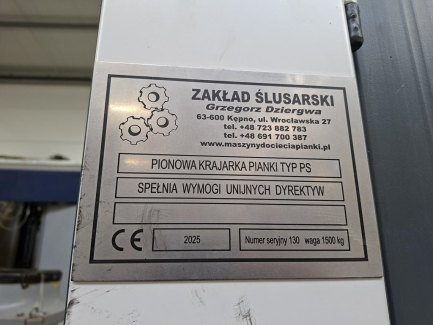 ZAKŁAD ŚLUSARSKI
Grzegorz Dziergwa
63-600 Kępno, ul. Wrocławska 27
tel. +48 723 882 783
tel. +48 691 700 387
www.maszynydocieciapianki.pl
PIONOWA KRAJARKA PIANKI TYP PS
SPEŁNIA WYMOGI UNIJNYCH DYREKTYW
CE 2025 Numer seryjny 130 waga 1500 kg